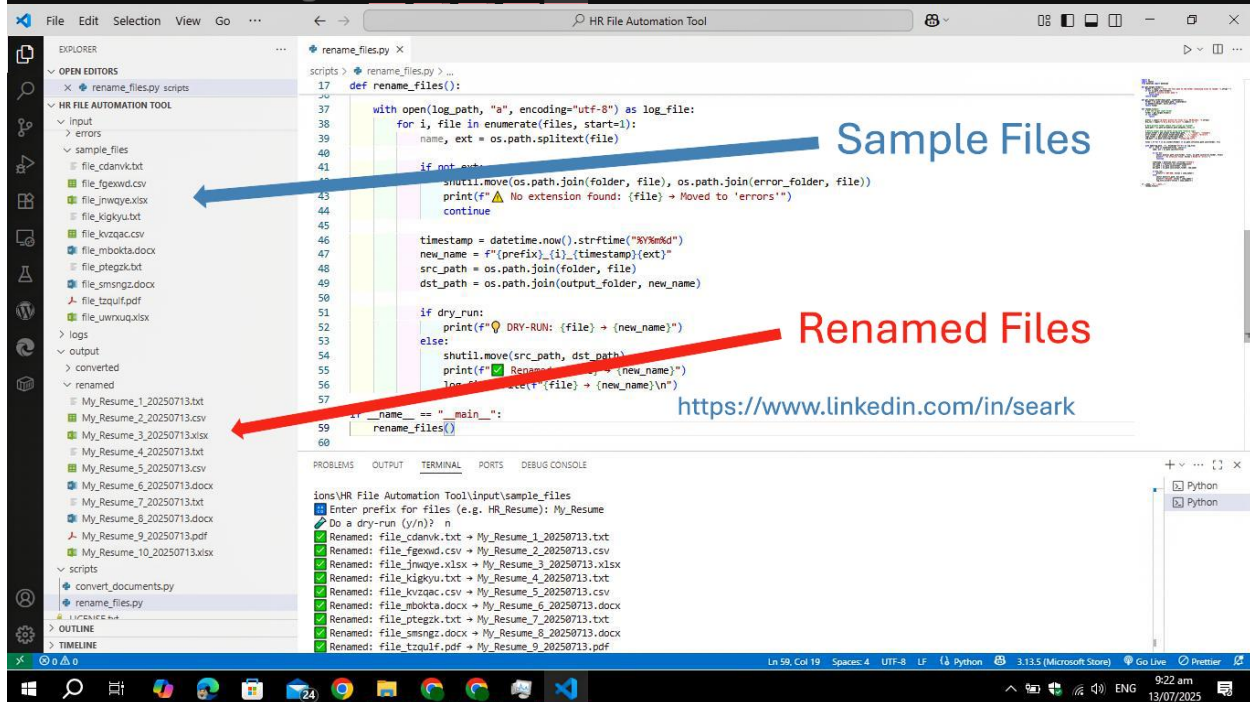 File Edit Selection View Go ··· ← → HR File Automation Tool
EXPLORER ···
OPEN EDITORS
× rename_files.py scripts
HR FILE AUTOMATION TOOL
input
> errors
sample_files
file_cdanvk.txt
file_fgexwd.csv
file_jnwqye.xlsx
file_kigkyu.txt
file_kvzqac.csv
file_mbokta.docx
file_ptegzk.txt
file_smsngz.docx
file_tzqulf.pdf
file_uwrxuq.xlsx
> logs
output
> converted
renamed
My_Resume_1_20250713.txt
My_Resume_2_20250713.csv
My_Resume_3_20250713.xlsx
My_Resume_4_20250713.txt
My_Resume_5_20250713.csv
My_Resume_6_20250713.docx
My_Resume_7_20250713.txt
My_Resume_8_20250713.docx
My_Resume_9_20250713.pdf
My_Resume_10_20250713.xlsx
scripts
convert_documents.py
rename_files.py
LICENSE.txt
> OUTLINE
> TIMELINE
rename_files.py ×
scripts > rename_files.py > ...
17 def rename_files():
37 with open(log_path, "a", encoding="utf-8") as log_file:
38 for i, file in enumerate(files, start=1):
39 name, ext = os.path.splitext(file)
40
41 if not ext:
shutil.move(os.path.join(folder, file), os.path.join(error_folder, file))
43 print(f"⚠ No extension found: {file} → Moved to 'errors'")
44 continue
45
46 timestamp = datetime.now().strftime("%Y%m%d")
47 new_name = f"{prefix}_{i}_{timestamp}{ext}"
48 src_path = os.path.join(folder, file)
49 dst_path = os.path.join(output_folder, new_name)
50
51 if dry_run:
52 print(f"💡 DRY-RUN: {file} → {new_name}")
53 else:
54 shutil.move(src_path, dst_path)
55 print(f"✅ Renamed {new_name}")
56 {file} → {new_name}\n")
57
if __name__ == "__main__":
59 rename_files()
60
Sample Files
Renamed Files
https://www.linkedin.com/in/seark
PROBLEMS OUTPUT TERMINAL PORTS DEBUG CONSOLE
Python
Python
ions\HR File Automation Tool\input\sample_files
Enter prefix for files (e.g. HR_Resume): My_Resume
Do a dry-run (y/n)? n
✅ Renamed: file_cdanvk.txt → My_Resume_1_20250713.txt
✅ Renamed: file_fgexwd.csv → My_Resume_2_20250713.csv
✅ Renamed: file_jnwqye.xlsx → My_Resume_3_20250713.xlsx
✅ Renamed: file_kigkyu.txt → My_Resume_4_20250713.txt
✅ Renamed: file_kvzqac.csv → My_Resume_5_20250713.csv
✅ Renamed: file_mbokta.docx → My_Resume_6_20250713.docx
✅ Renamed: file_ptegzk.txt → My_Resume_7_20250713.txt
✅ Renamed: file_smsngz.docx → My_Resume_8_20250713.docx
✅ Renamed: file_tzqulf.pdf → My_Resume_9_20250713.pdf
0 0 Ln 59, Col 19 Spaces: 4 UTF-8 LF Python 3.13.5 (Microsoft Store) Go Live Prettier
24 ENG 9:22 am
13/07/2025